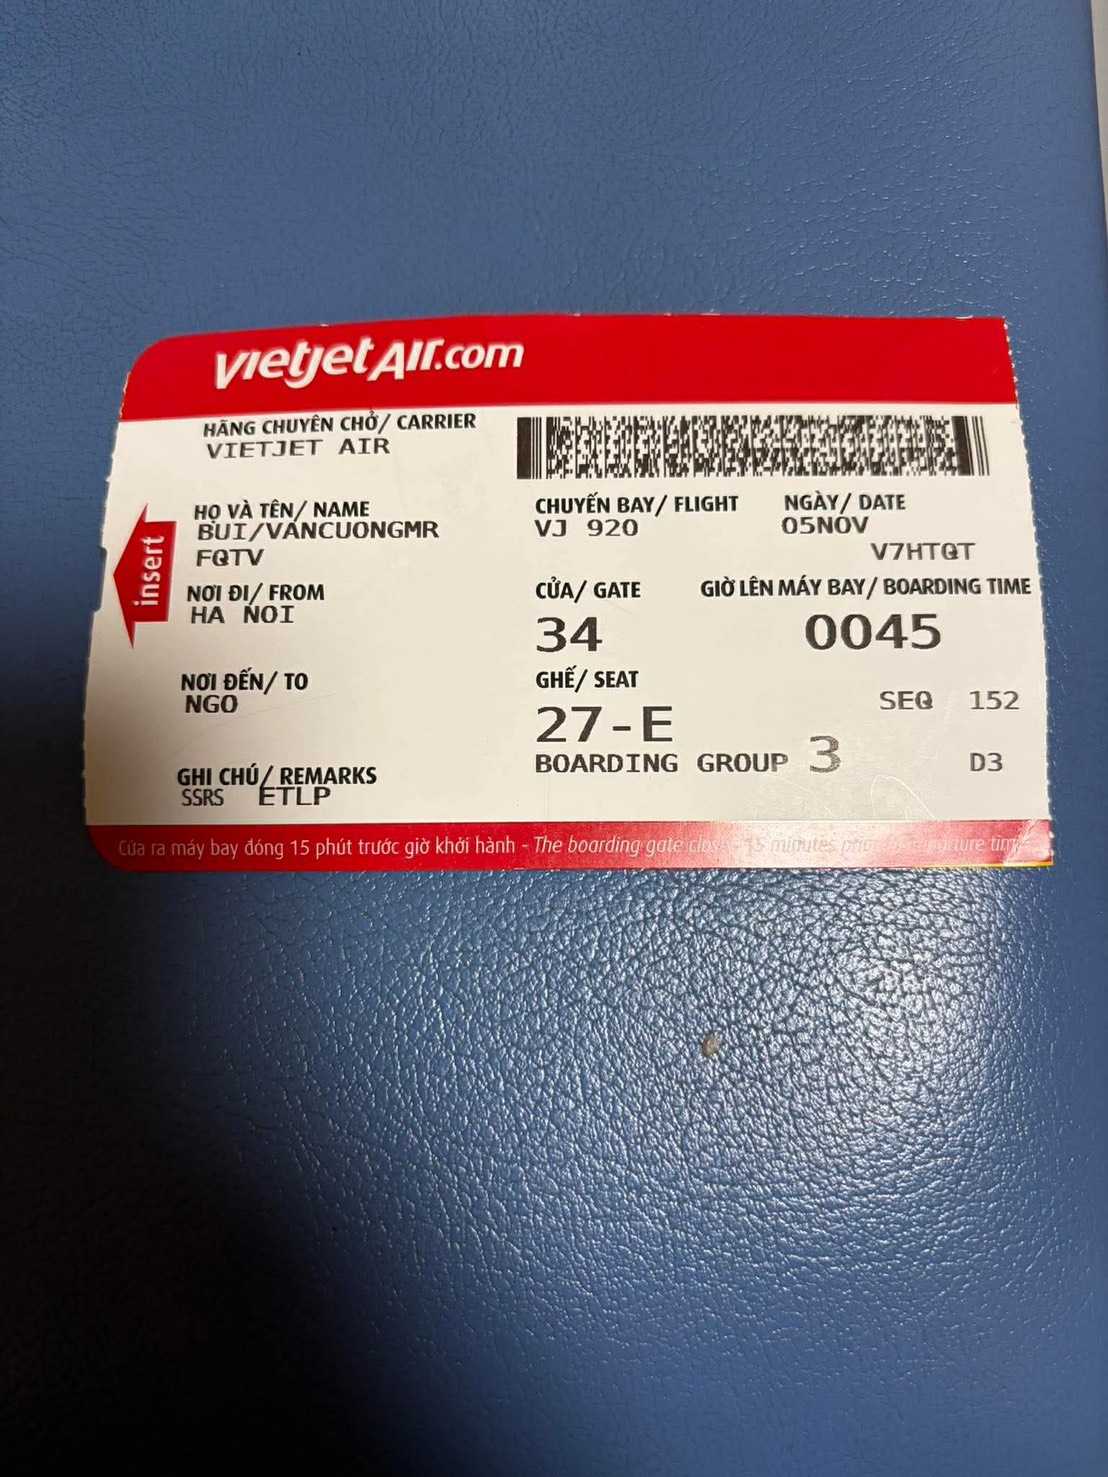 vietjetAir.com
HÃNG CHUYÊN CHỞ/ CARRIER
VIETJET AIR
HỌ VÀ TÊN/ NAME
BUI/VANCUONGMR
FQTV
CHUYẾN BAY/ FLIGHT
VJ 920
NGÀY/ DATE
05NOV
V7HTQT
insert
NƠI ĐI/ FROM
HA NOI
CỬA/ GATE
34
GIỜ LÊN MÁY BAY/ BOARDING TIME
0045
NƠI ĐẾN/ TO
NGO
GHẾ/ SEAT
27-E
SEQ 152
BOARDING GROUP 3
D3
GHI CHÚ/ REMARKS
SSRS ETLP
Cửa ra máy bay đóng 15 phút trước giờ khởi hành - The boarding gate 15 minutes